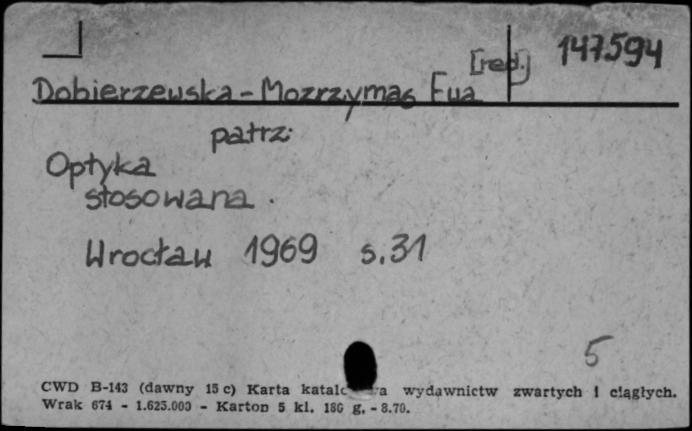 [red.] 147594
Dobierzewska-Mozrzymas Ewa
patrz:
Optyka
stosowana.
Wrocław 1969 s.31
5
CWD B-143 (dawny 15 c) Karta wydawnictw zwartych i ciągłych.
Wrak 674 - 1.625.000 - Karton 5 kl. 180 g. - 8.70.